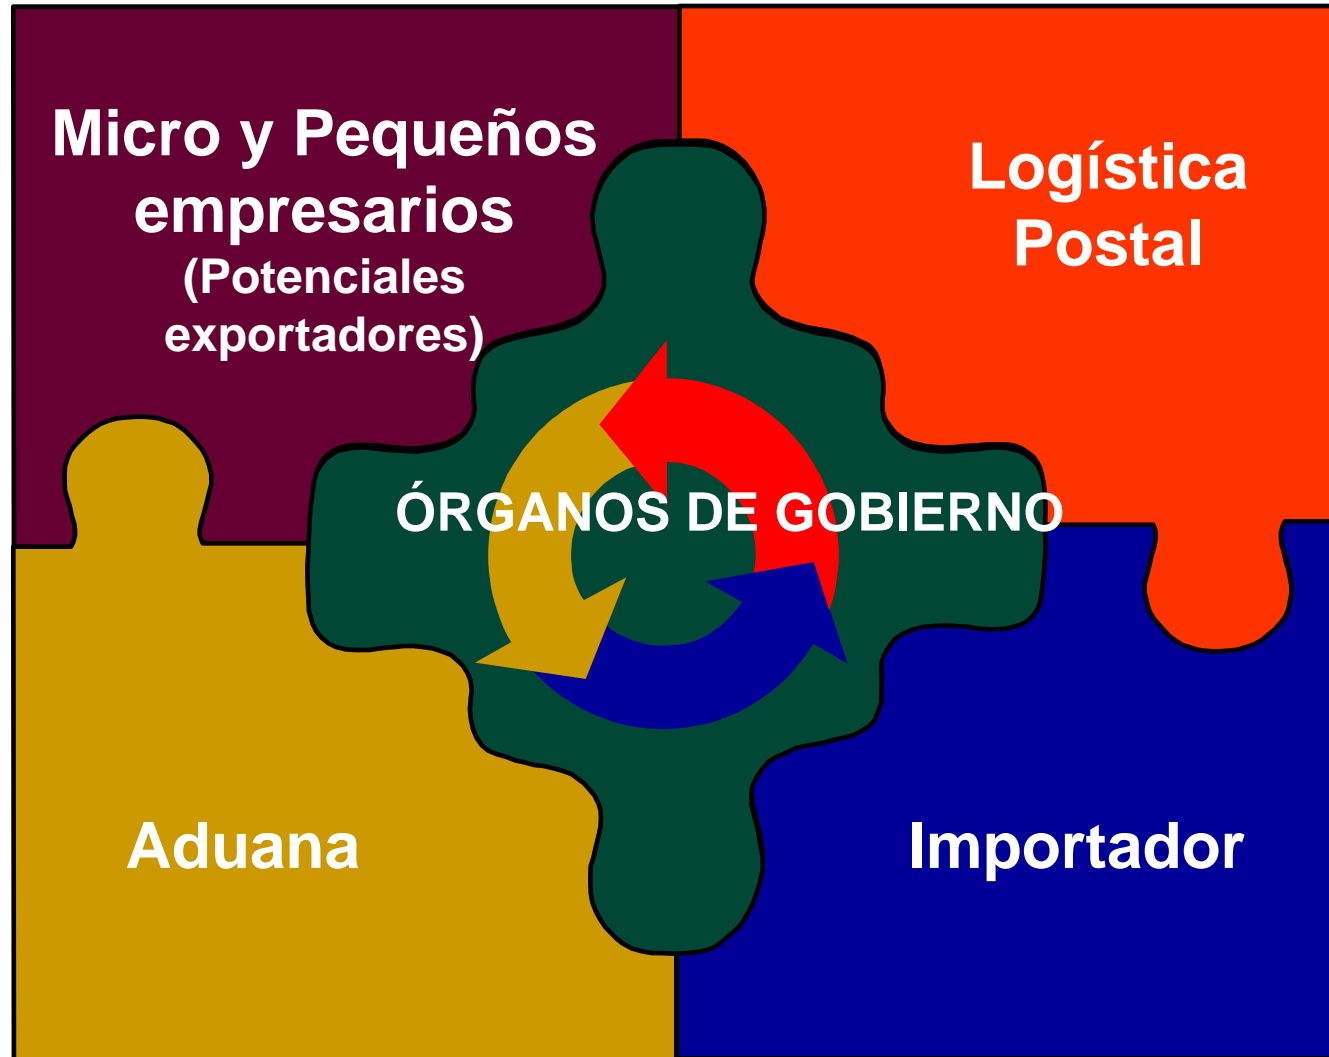 Micro y Pequeños
empresarios
(Potenciales
exportadores)
Logística
Postal
ÓRGANOS DE GOBIERNO
Aduana
Importador